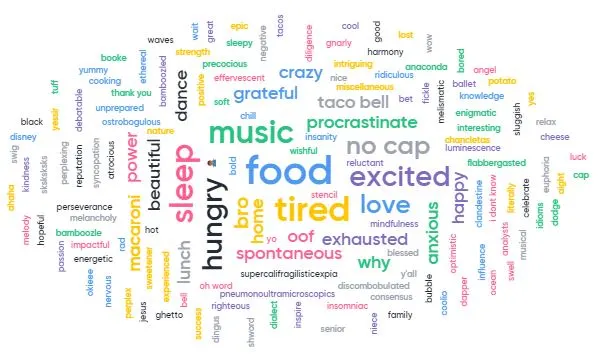 tacos
epic
great
wait
waves
cool
good
lost
wow
negative
diligence
gnarly
harmony
strength
sleepy
booke
ethereal
bamboozled
yummy
precocious
crazy
intriguing
anaconda
bored
angel
cooking
positive
effervescent
nice
ridiculous
potato
tuff
thank you
dance
grateful
miscellaneous
fickle
ballet
knowledge
yes
unprepared
soft
taco bell
bet
melismatic
enigmatic
sluggish
black
yessir
debatable
ostrobogulous
chill
procrastinate
interesting
relax
disney
nature
music
insanity
chancletas
cheese
swig
perplexing
syncopation
power
beautiful
sleep
wishful
no cap
luminescence
euphoria
kindness
sksksksks
reputation
atrocious
bold
food
reluctant
flabbergasted
luck
ahaha
hungry
excited
happy
clandestine
i dont know
literally
aight
cap
perseverance
macaroni
bro
home
tired
stencil
love
celebrate
idioms
dodge
melody
hopeful
melancholy
mindfulness
anxious
musical
bamboozle
hot
lunch
yo
oof
exhausted
optimistic
analysts
passion
impactful
rad
sweetener
experienced
spontaneous
why
blessed
influence
swell
energetic
supercalifragilisticexpia
y'all
ocean
okieee
nervous
perplex
bell
oh word
discombobulated
bubble
dapper
pneumonoultramicroscopics
consensus
coolio
jesus
ghetto
success
righteous
dialect
inspire
insomniac
niece
family
dingus
shword
senior